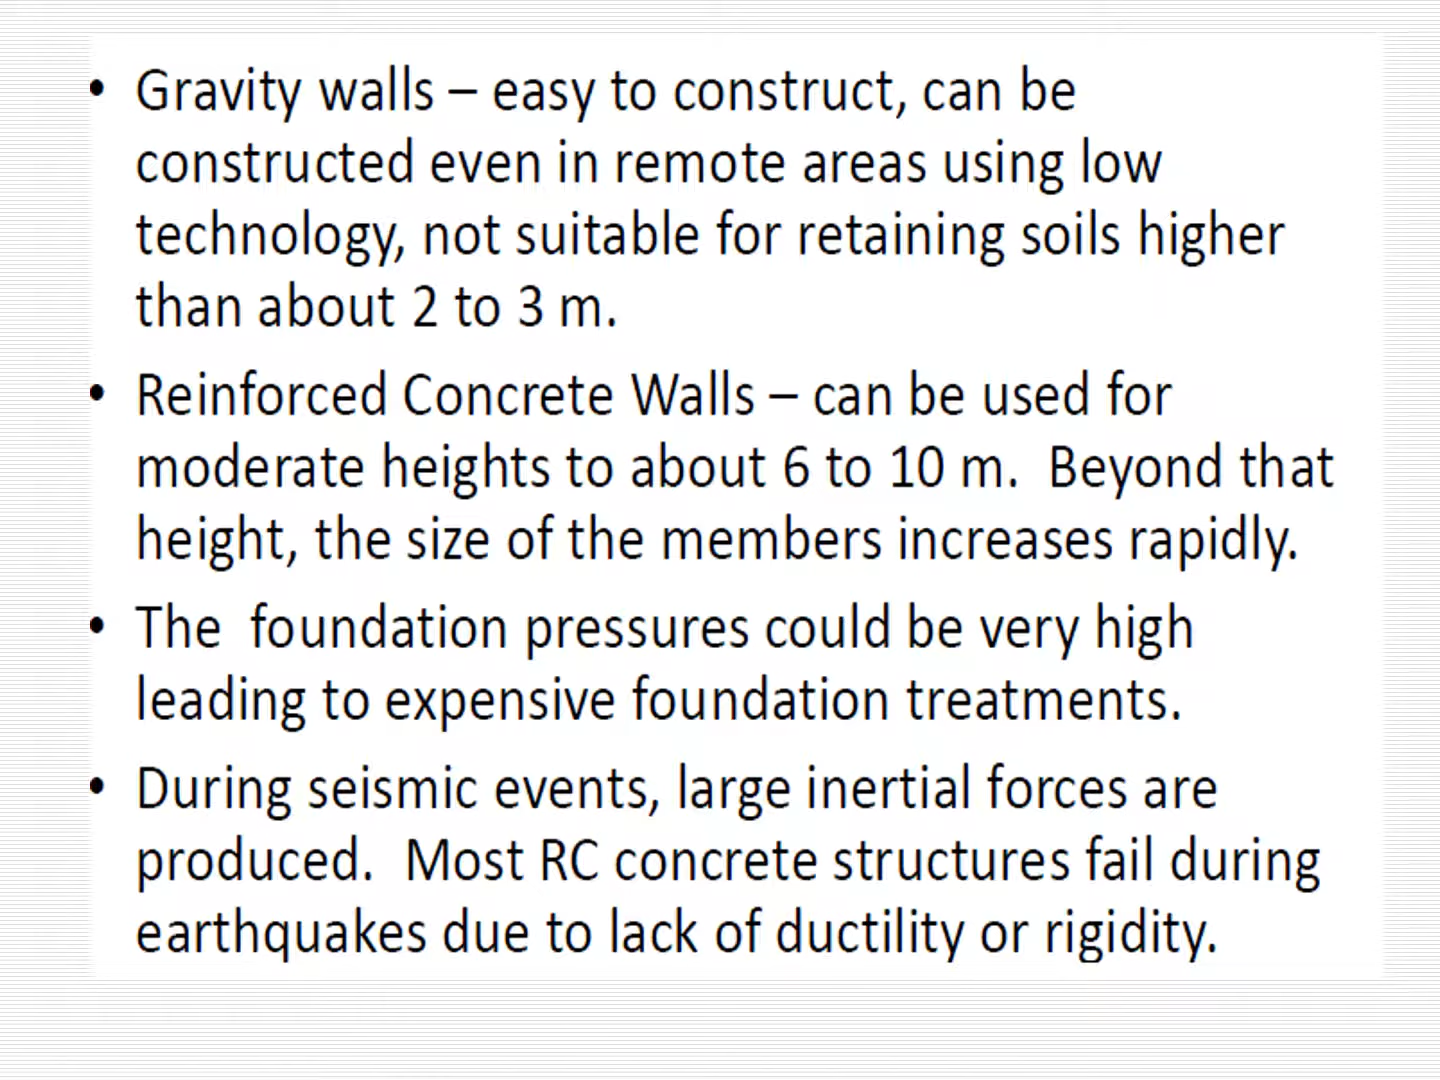 • Gravity walls – easy to construct, can be
constructed even in remote areas using low
technology, not suitable for retaining soils higher
than about 2 to 3 m.
• Reinforced Concrete Walls – can be used for
moderate heights to about 6 to 10 m.  Beyond that
height, the size of the members increases rapidly.
• The  foundation pressures could be very high
leading to expensive foundation treatments.
• During seismic events, large inertial forces are
produced.  Most RC concrete structures fail during
earthquakes due to lack of ductility or rigidity.